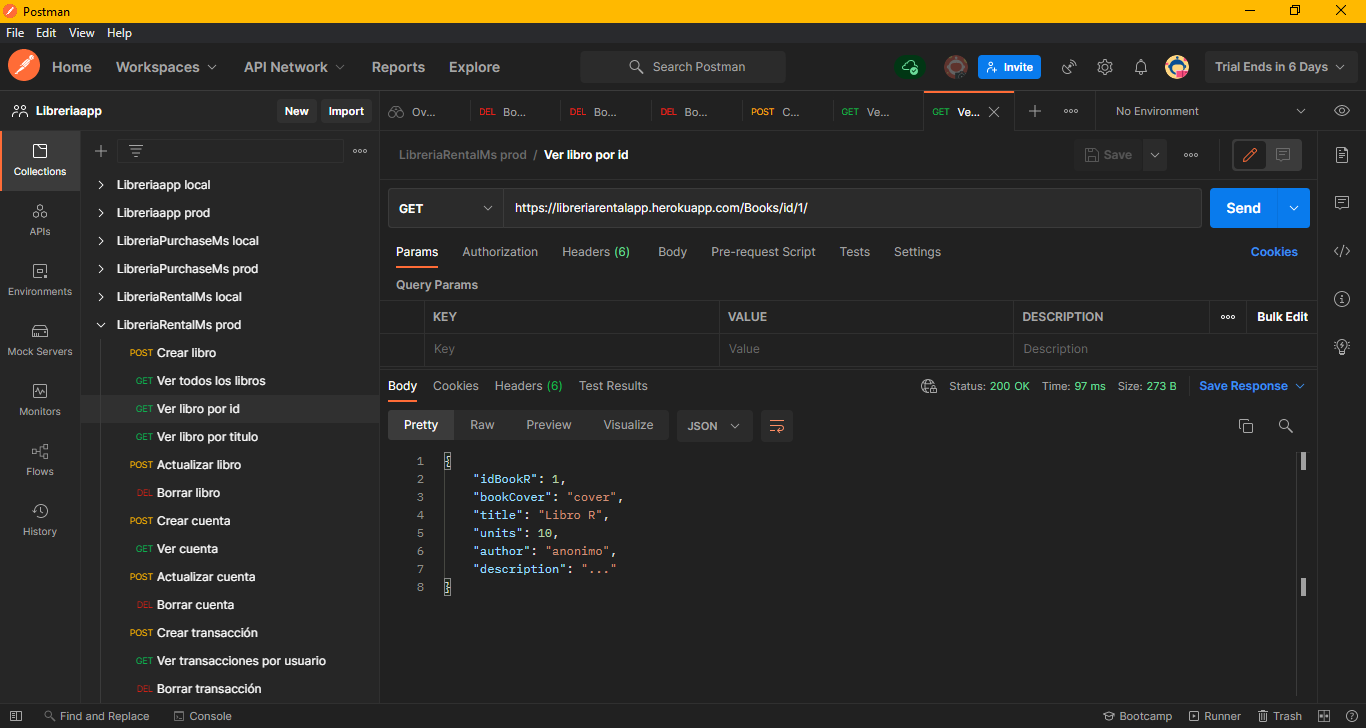 Postman
File Edit View Help
Home Workspaces API Network Reports Explore Search Postman Invite Trial Ends in 6 Days
Libreriaapp New Import Ov... DEL Bo... DEL Bo... DEL Bo... POST C... GET Ve... GET Ve... No Environment
LibreriaRentalMs prod / Ver libro por id Save
Collections
APIs
Environments
Mock Servers
Monitors
Flows
History
Libreriaapp local
Libreriaapp prod
LibreriaPurchaseMs local
LibreriaPurchaseMs prod
LibreriaRentalMs local
LibreriaRentalMs prod
POST Crear libro
GET Ver todos los libros
GET Ver libro por id
GET Ver libro por titulo
POST Actualizar libro
DEL Borrar libro
POST Crear cuenta
GET Ver cuenta
POST Actualizar cuenta
DEL Borrar cuenta
POST Crear transacción
GET Ver transacciones por usuario
DEL Borrar transacción
GET https://libreriarentalapp.herokuapp.com/Books/id/1/ Send
Params Authorization Headers (6) Body Pre-request Script Tests Settings Cookies
Query Params
KEY VALUE DESCRIPTION Bulk Edit
Key Value Description
Body Cookies Headers (6) Test Results Status: 200 OK Time: 97 ms Size: 273 B Save Response
Pretty Raw Preview Visualize JSON
1 {
2 "idBookR": 1,
3 "bookCover": "cover",
4 "title": "Libro R",
5 "units": 10,
6 "author": "anonimo",
7 "description": "..."
8 }
Find and Replace Console Bootcamp Runner Trash